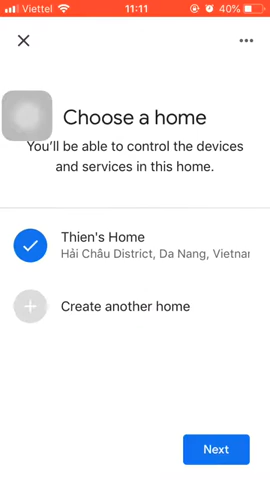 Viettel 11:11 40%
Choose a home
You'll be able to control the devices
and services in this home.
Thien's Home
Hải Châu District, Da Nang, Vietnam
Create another home
Next